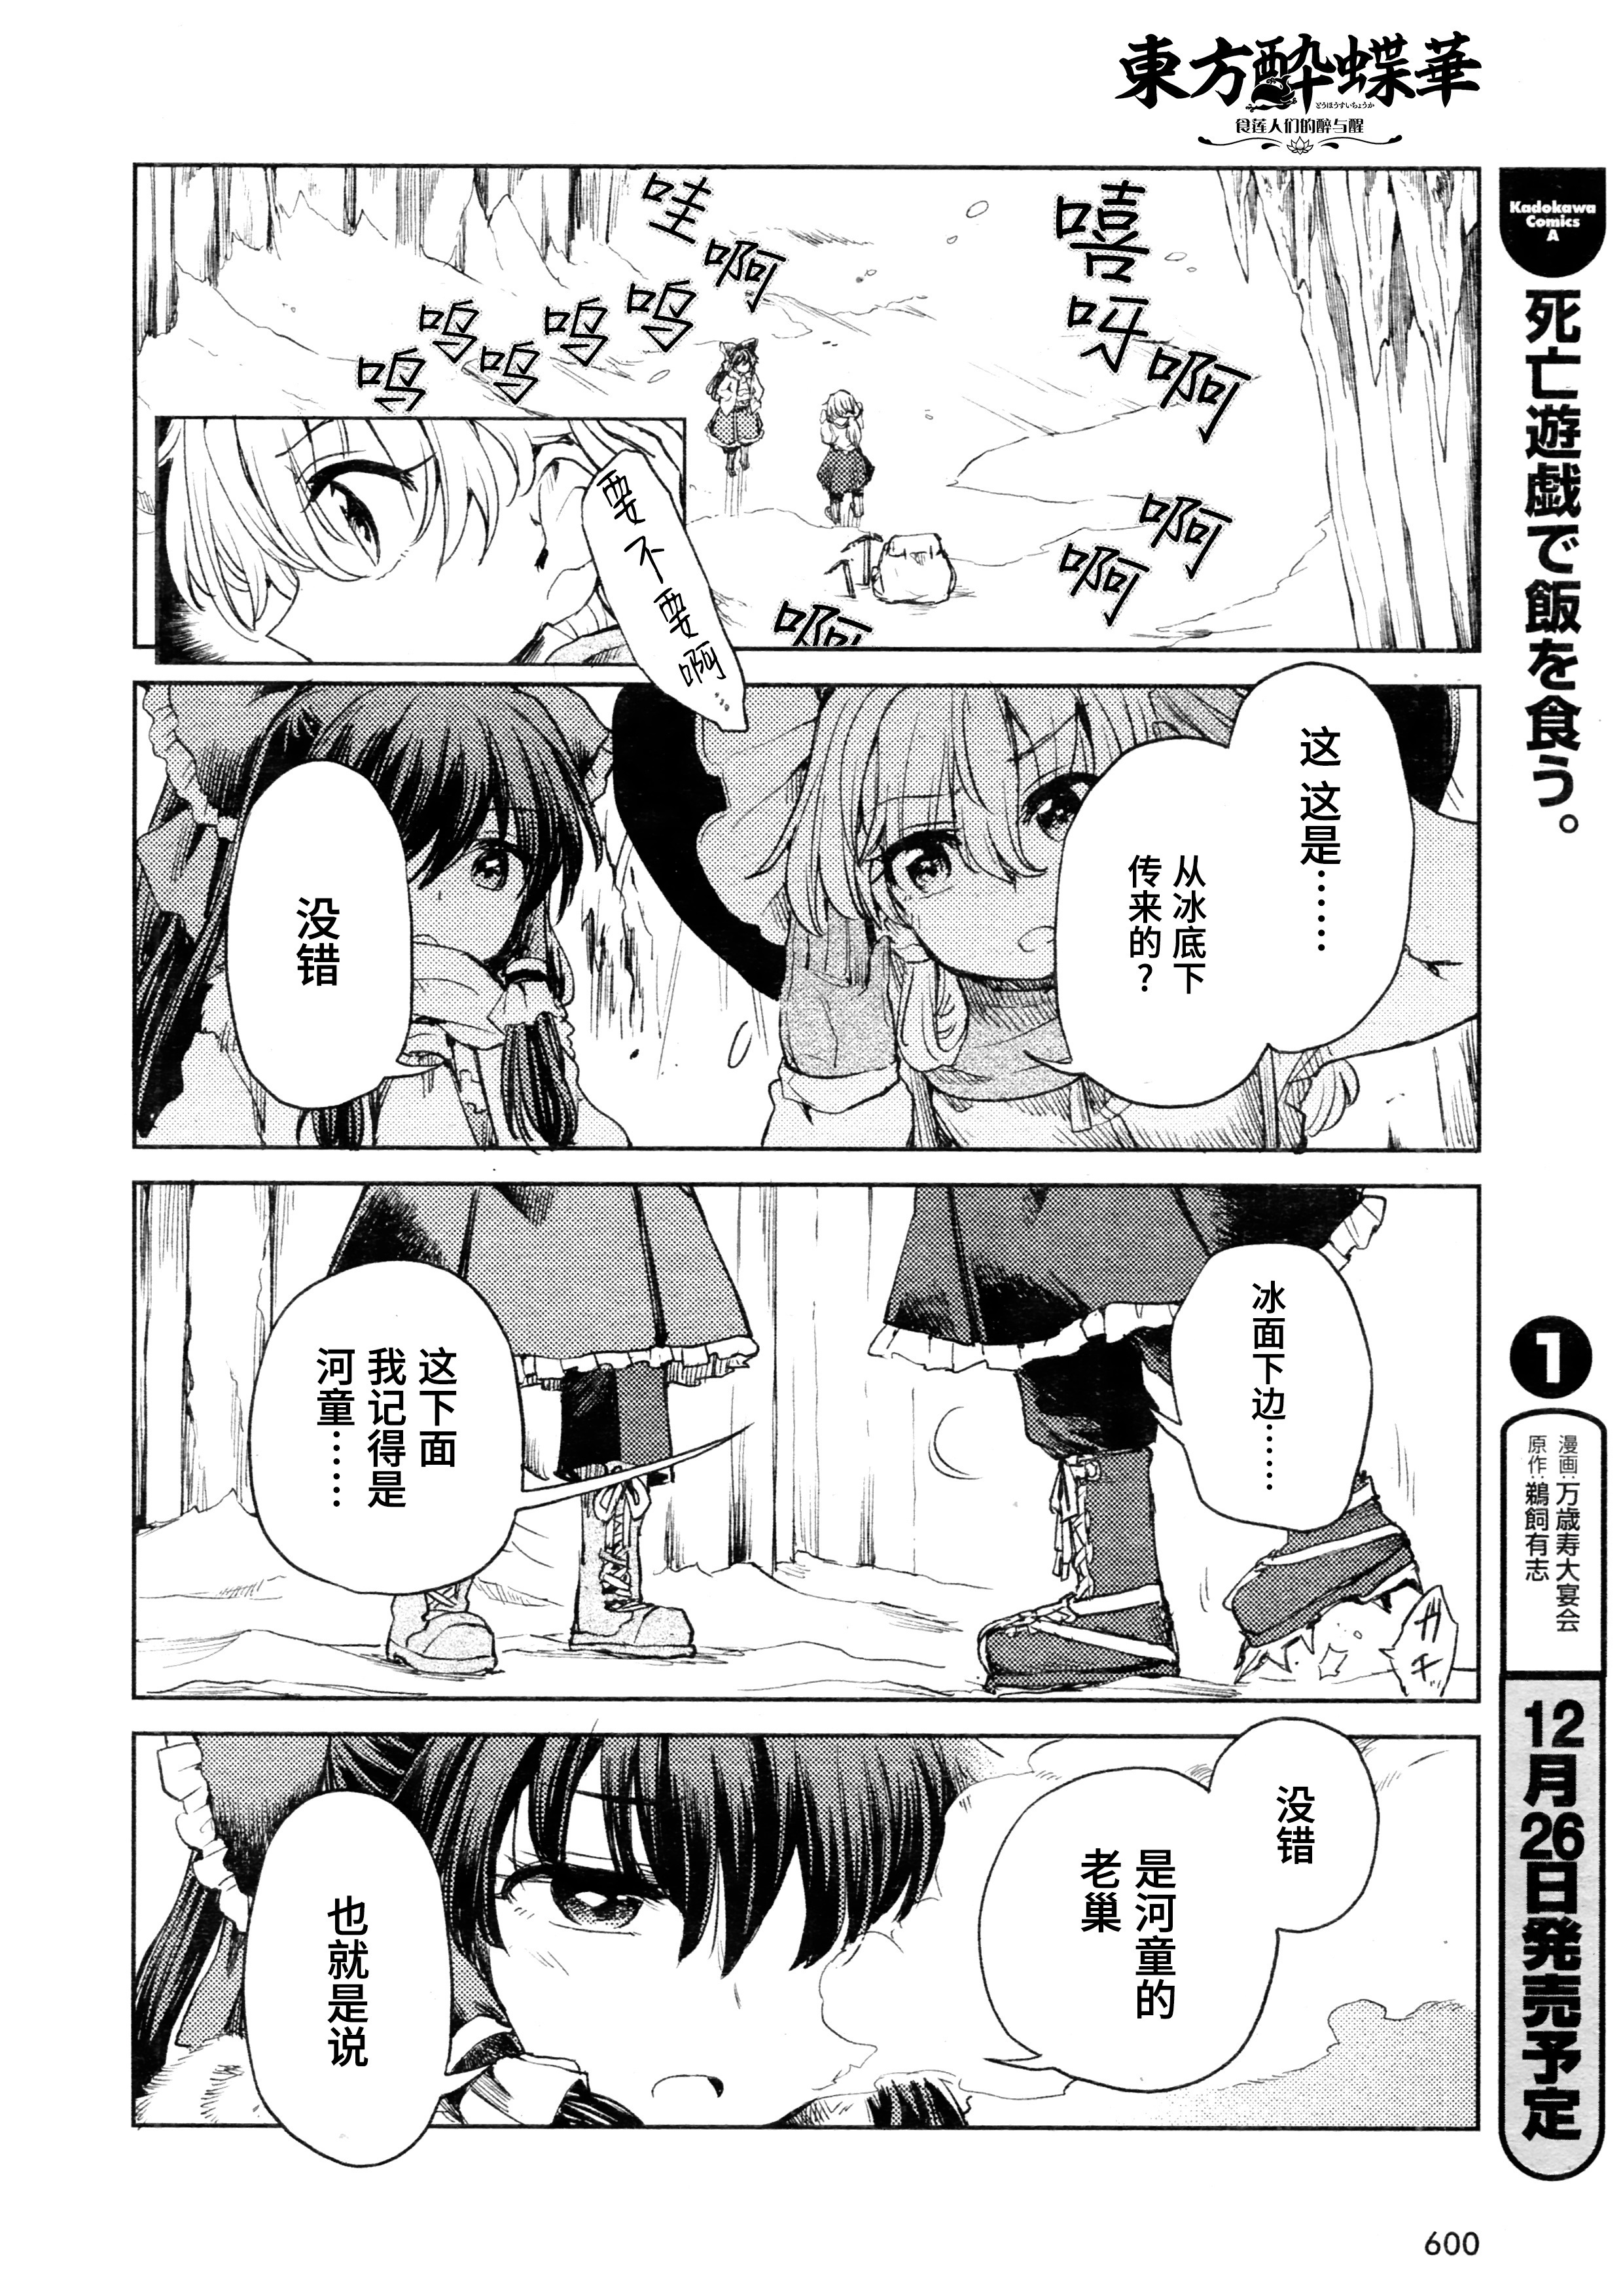 東方酔蝶華
とうほうすいちょうか
食莲人们的醉与醒
Kadokawa
Comics
A
死亡遊戯で飯を食う。
1
漫画:万歳寿大宴会
原作:鵜飼有志
12月26日発売予定
嘻
呀
啊
哇
啊
呜
呜
呜
呜
呜
啊
啊
啊
要不要啊…
这 这是……
从冰底下
传来的?
没错
冰面下边……
ガキ
这下面
我记得是
河童……
没错
是河童的
老巢
也就是说
600